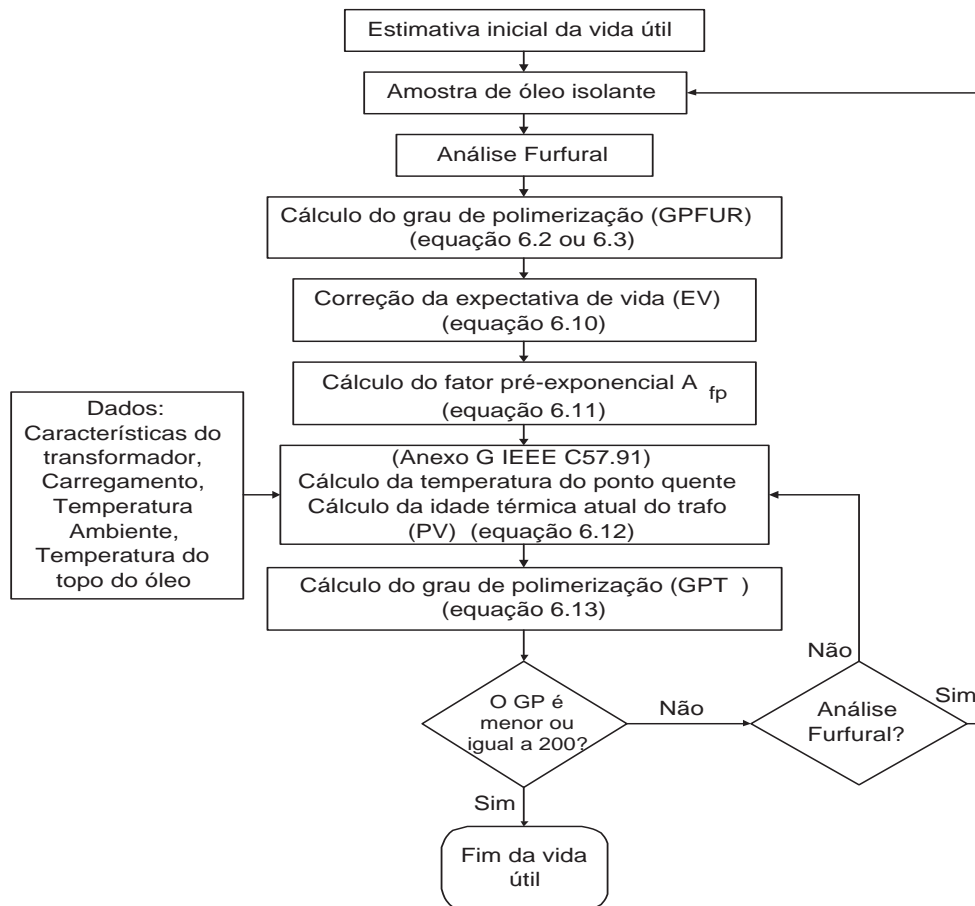 Estimativa inicial da vida útil
Amostra de óleo isolante
Análise Furfural
Cálculo do grau de polimerização (GPFUR)
(equação 6.2 ou 6.3)
Correção da expectativa de vida (EV)
(equação 6.10)
Cálculo do fator pré-exponencial A fp
(equação 6.11)
Dados:
Características do
transformador,
Carregamento,
Temperatura
Ambiente,
Temperatura do
topo do óleo
(Anexo G IEEE C57.91)
Cálculo da temperatura do ponto quente
Cálculo da idade térmica atual do trafo
(PV) (equação 6.12)
Cálculo do grau de polimerização (GPT )
(equação 6.13)
O GP é
menor ou
igual a 200?
Não
Análise
Furfural?
Não
Sim
Sim
Fim da vida
útil